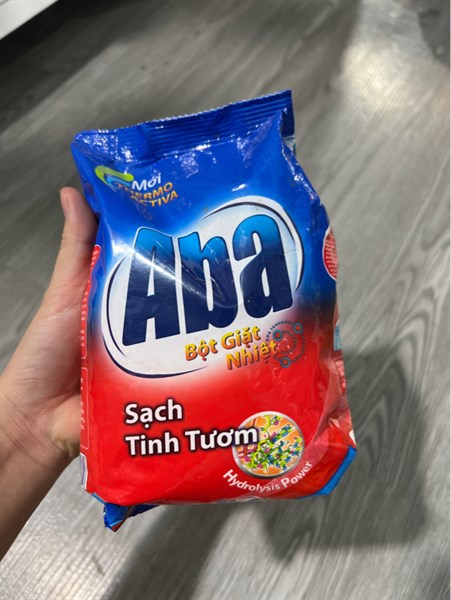 Mới
THERMO
ACTIVA
Aba
Bột Giặt
Nhiệt
Sạch
Tinh Tươm
Hydrolysis Power